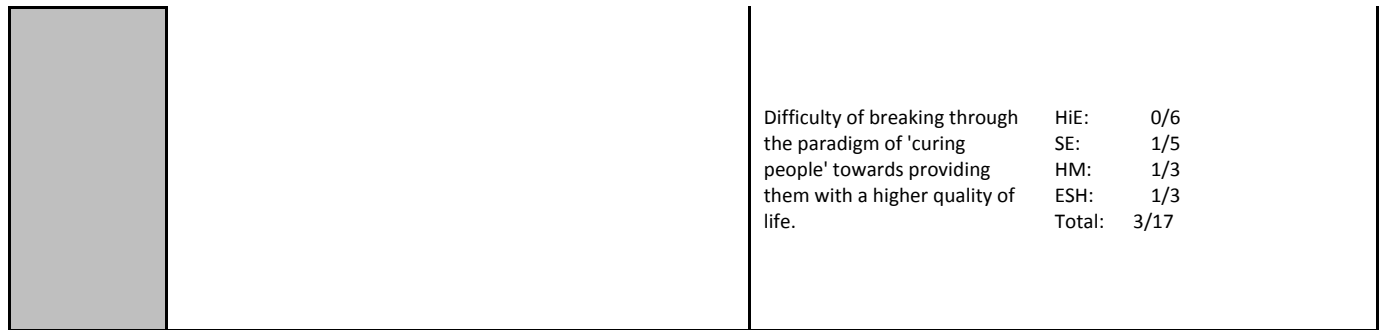 Difficulty of breaking through HiE: 0/6
the paradigm of 'curing SE: 1/5
people' towards providing HM: 1/3
them with a higher quality of ESH: 1/3
life. Total: 3/17